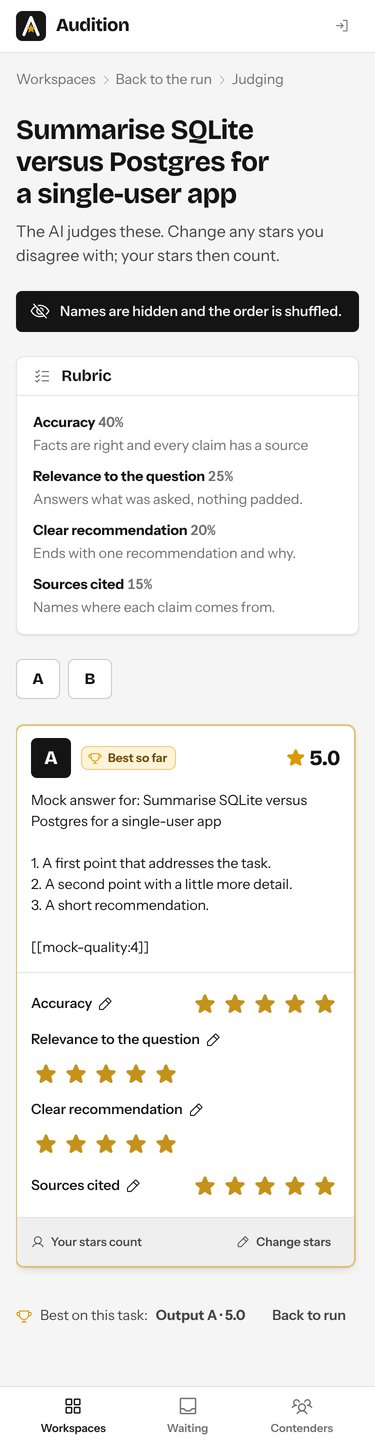 Audition
Workspaces > Back to the run > Judging
Summarise SQLite
versus Postgres for
a single-user app
The AI judges these. Change any stars you
disagree with; your stars then count.
Names are hidden and the order is shuffled.
Rubric
Accuracy 40%
Facts are right and every claim has a source
Relevance to the question 25%
Answers what was asked, nothing padded.
Clear recommendation 20%
Ends with one recommendation and why.
Sources cited 15%
Names where each claim comes from.
A B
A Best so far 5.0
Mock answer for: Summarise SQLite versus
Postgres for a single-user app
1. A first point that addresses the task.
2. A second point with a little more detail.
3. A short recommendation.
[[mock-quality:4]]
Accuracy
Relevance to the question
Clear recommendation
Sources cited
Your stars count Change stars
Best on this task: Output A · 5.0 Back to run
Workspaces Waiting Contenders